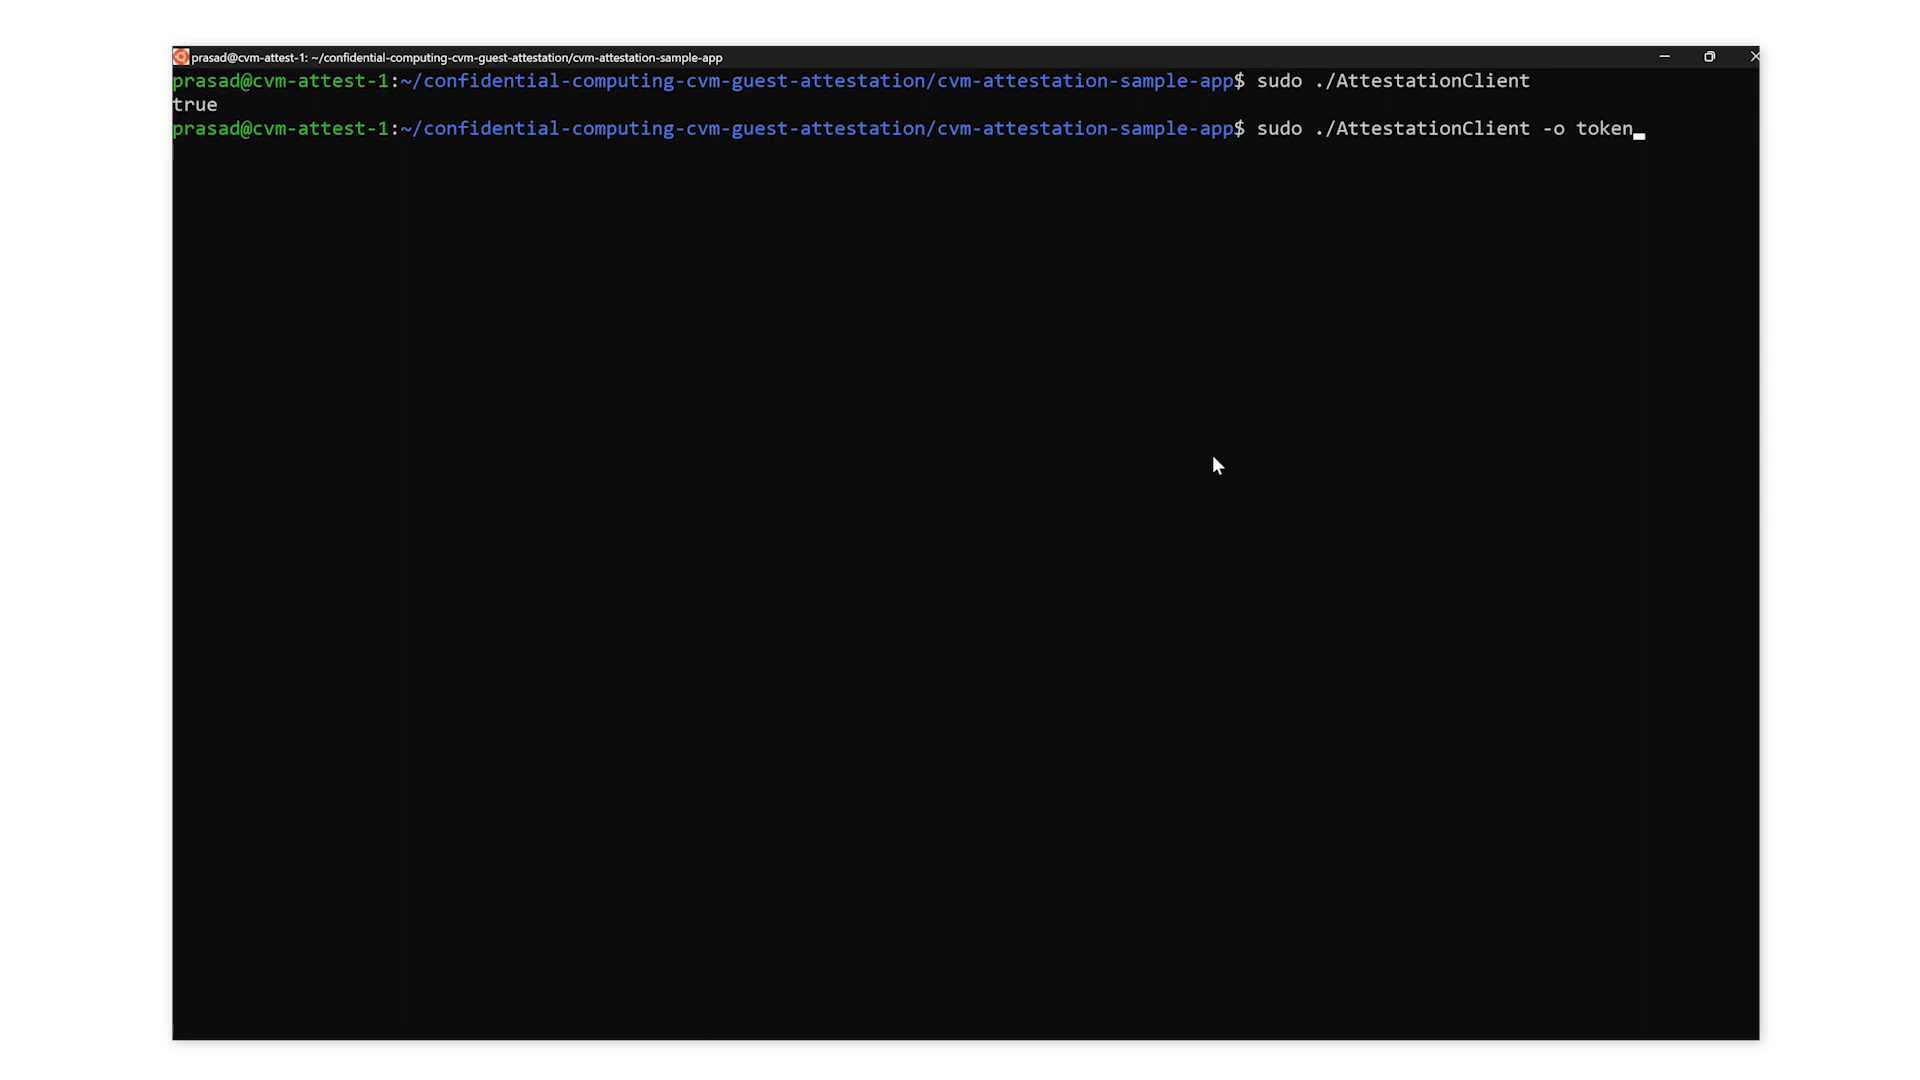 prasad@cvm-attest-1: ~/confidential-computing-cvm-guest-attestation/cvm-attestation-sample-app
prasad@cvm-attest-1:~/confidential-computing-cvm-guest-attestation/cvm-attestation-sample-app$ sudo ./AttestationClient
true
prasad@cvm-attest-1:~/confidential-computing-cvm-guest-attestation/cvm-attestation-sample-app$ sudo ./AttestationClient -o token